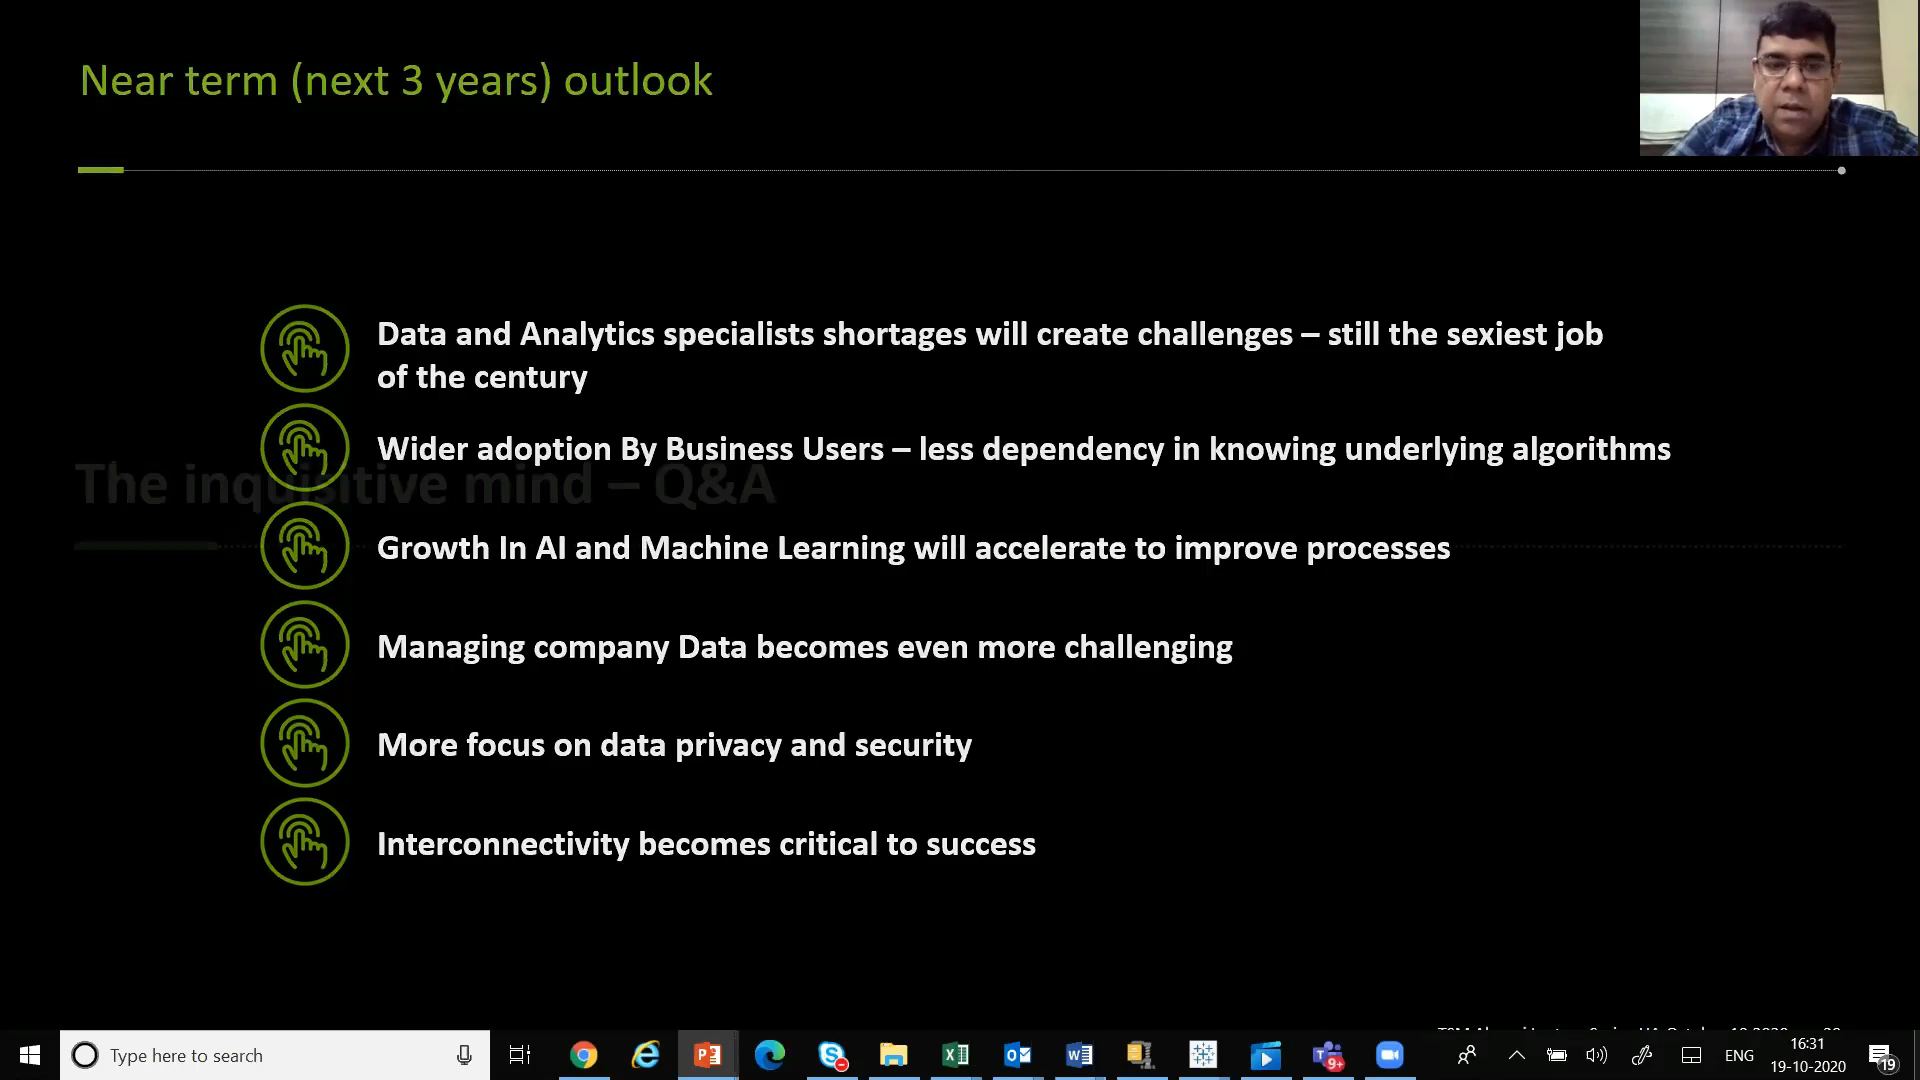 Near term (next 3 years) outlook
Data and Analytics specialists shortages will create challenges – still the sexiest job
of the century
Wider adoption By Business Users – less dependency in knowing underlying algorithms
The inquisitive mind – Q&A
Growth In AI and Machine Learning will accelerate to improve processes
Managing company Data becomes even more challenging
More focus on data privacy and security
Interconnectivity becomes critical to success
Type here to search
9+
ENG
16:31
19-10-2020
19